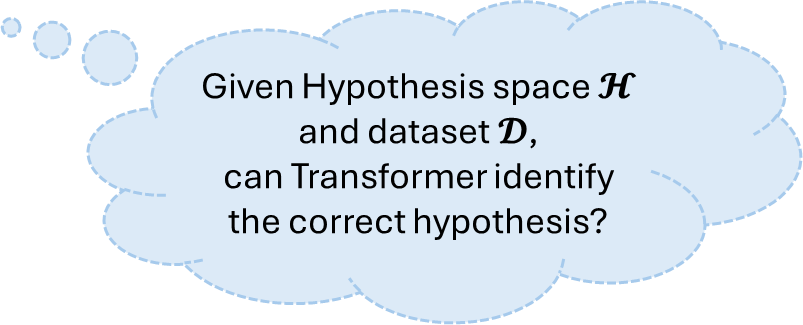 Given Hypothesis space 𝓗
and dataset 𝓓,
can Transformer identify
the correct hypothesis?